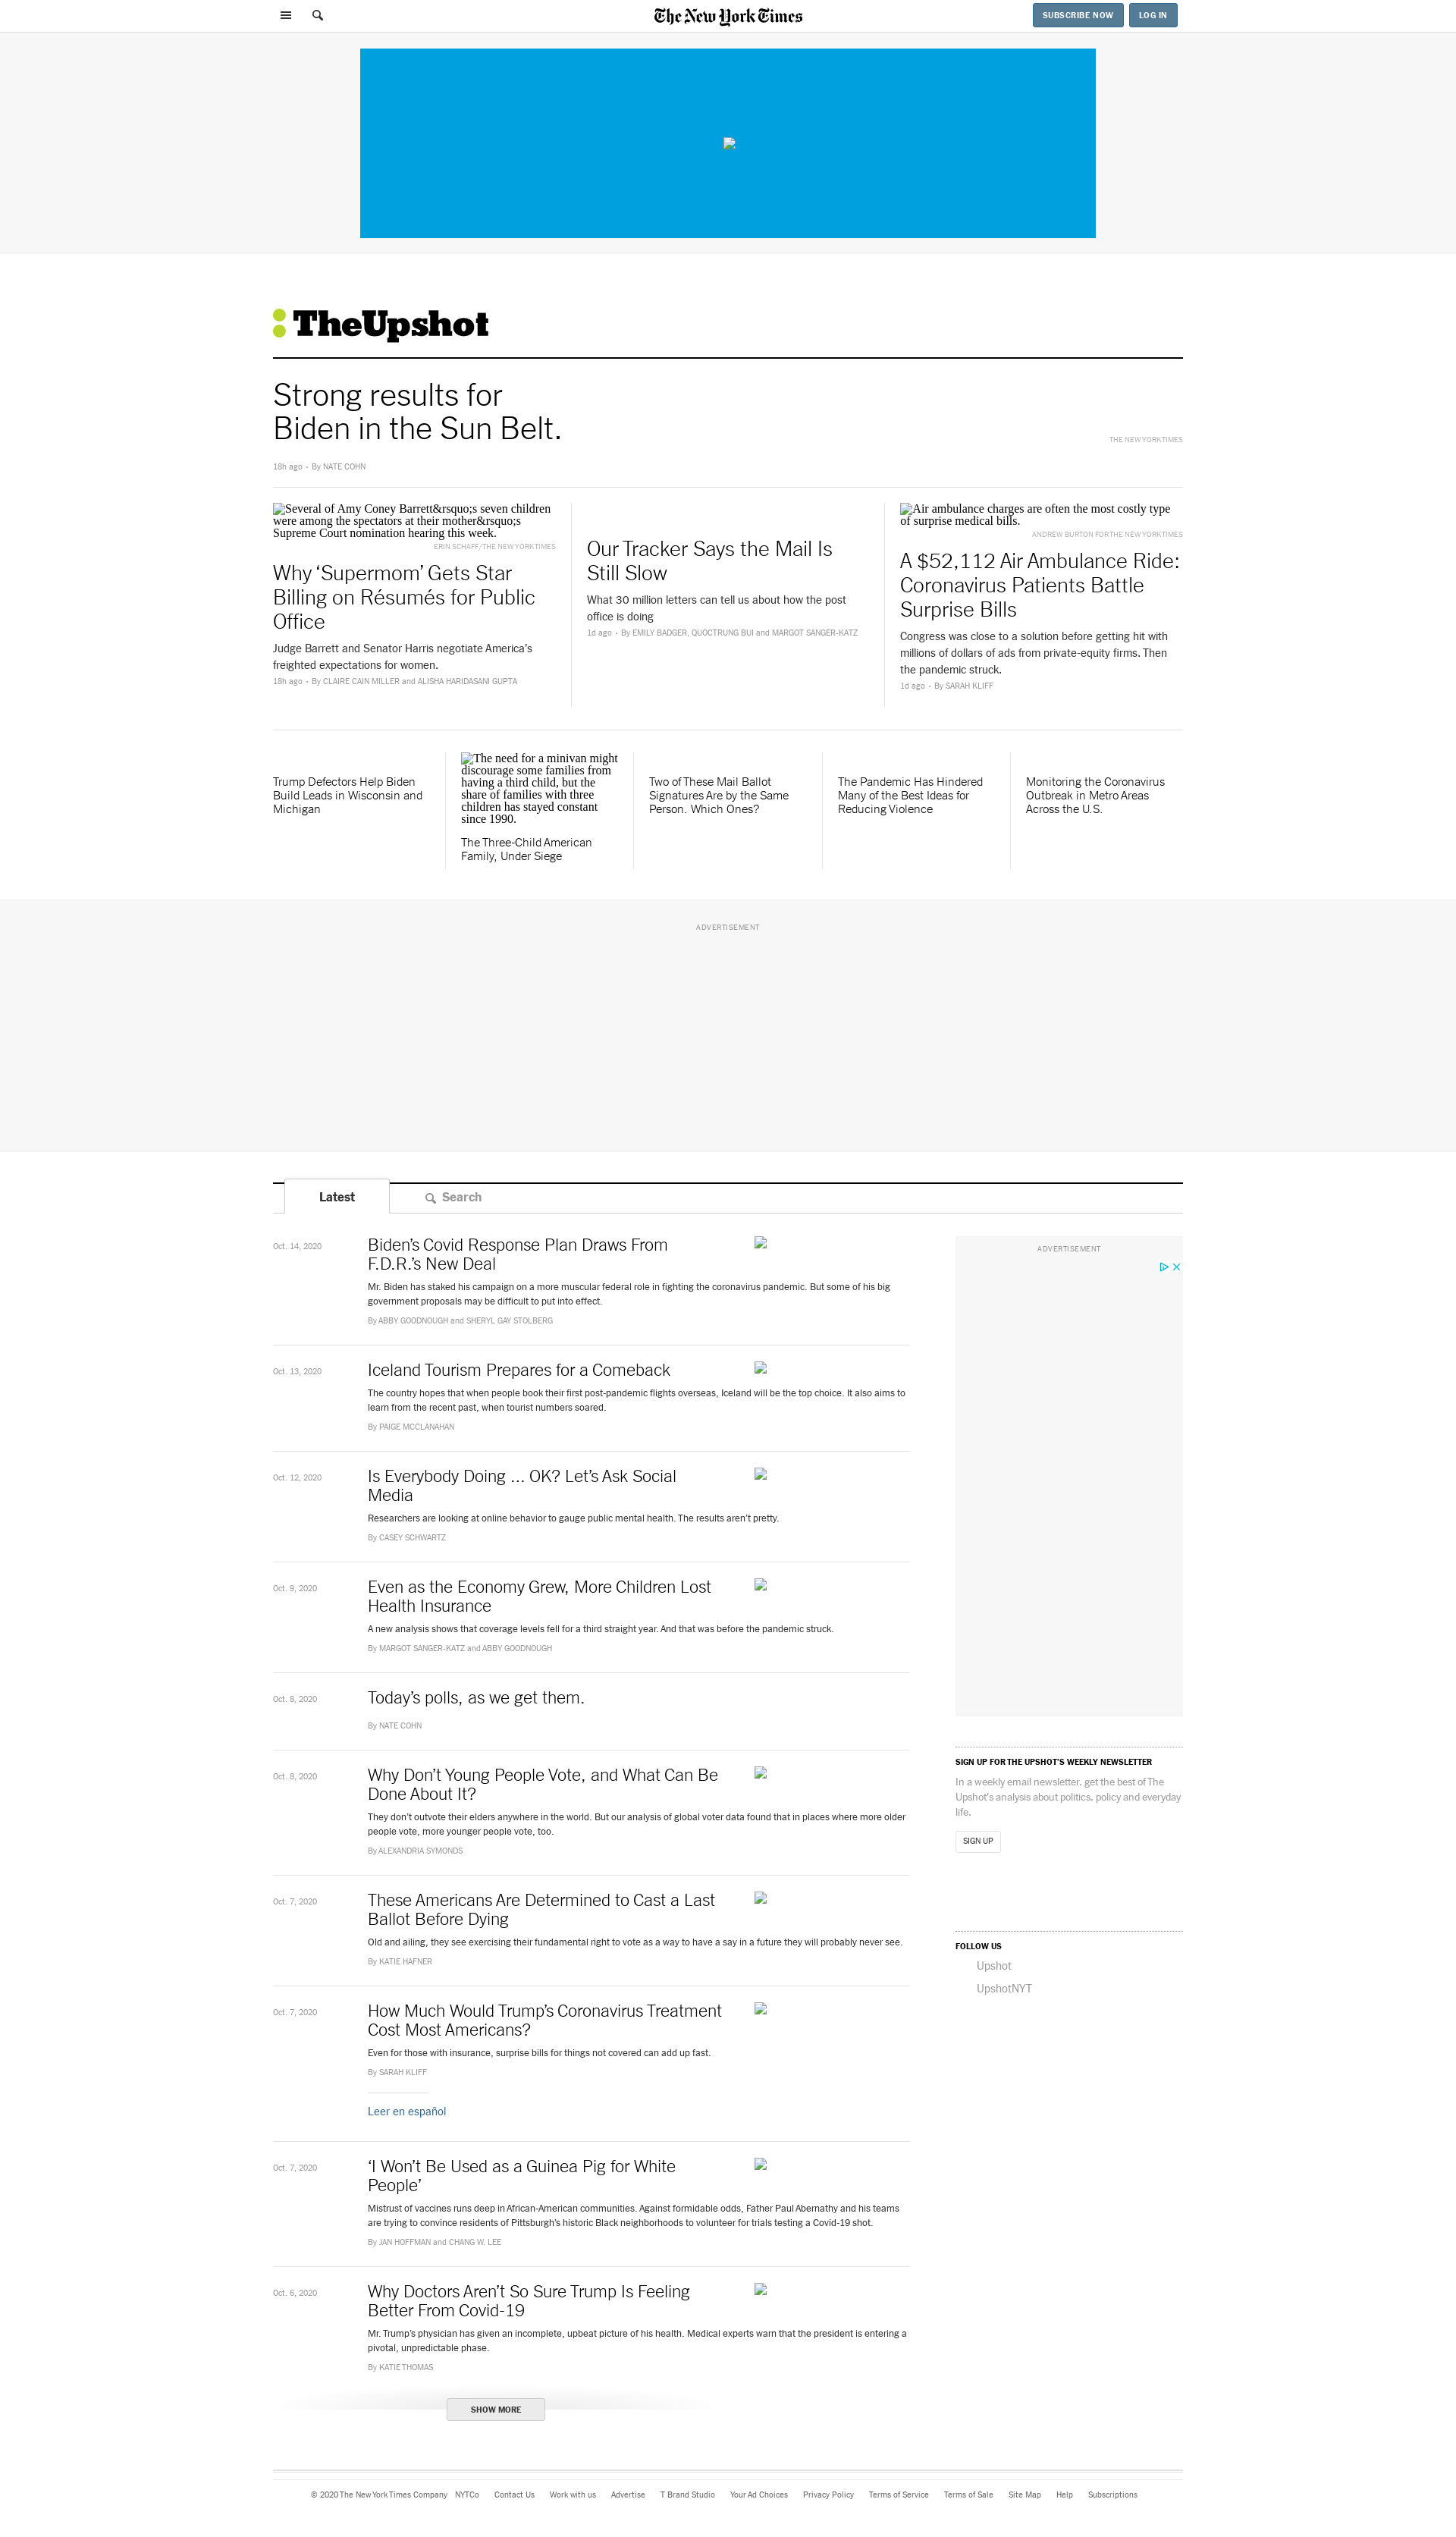 The New York Times
SUBSCRIBE NOW
LOG IN
TheUpshot
Strong results for
Biden in the Sun Belt.
THE NEW YORK TIMES
18h ago • By NATE COHN
Several of Amy Coney Barrett&rsquo;s seven children
were among the spectators at their mother&rsquo;s
Supreme Court nomination hearing this week.
ERIN SCHAFF/THE NEW YORK TIMES
Why ‘Supermom’ Gets Star
Billing on Résumés for Public
Office
Judge Barrett and Senator Harris negotiate America’s
freighted expectations for women.
18h ago • By CLAIRE CAIN MILLER and ALISHA HARIDASANI GUPTA
Our Tracker Says the Mail Is
Still Slow
What 30 million letters can tell us about how the post
office is doing
1d ago • By EMILY BADGER, QUOCTRUNG BUI and MARGOT SANGER-KATZ
Air ambulance charges are often the most costly type
of surprise medical bills.
ANDREW BURTON FOR THE NEW YORK TIMES
A $52,112 Air Ambulance Ride:
Coronavirus Patients Battle
Surprise Bills
Congress was close to a solution before getting hit with
millions of dollars of ads from private-equity firms. Then
the pandemic struck.
1d ago • By SARAH KLIFF
Trump Defectors Help Biden
Build Leads in Wisconsin and
Michigan
The need for a minivan might
discourage some families from
having a third child, but the
share of families with three
children has stayed constant
since 1990.
The Three-Child American
Family, Under Siege
Two of These Mail Ballot
Signatures Are by the Same
Person. Which Ones?
The Pandemic Has Hindered
Many of the Best Ideas for
Reducing Violence
Monitoring the Coronavirus
Outbreak in Metro Areas
Across the U.S.
ADVERTISEMENT
Latest
Search
Oct. 14, 2020
Biden’s Covid Response Plan Draws From
F.D.R.’s New Deal
Mr. Biden has staked his campaign on a more muscular federal role in fighting the coronavirus pandemic. But some of his big
government proposals may be difficult to put into effect.
By ABBY GOODNOUGH and SHERYL GAY STOLBERG
Oct. 13, 2020
Iceland Tourism Prepares for a Comeback
The country hopes that when people book their first post-pandemic flights overseas, Iceland will be the top choice. It also aims to
learn from the recent past, when tourist numbers soared.
By PAIGE MCCLANAHAN
Oct. 12, 2020
Is Everybody Doing ... OK? Let’s Ask Social
Media
Researchers are looking at online behavior to gauge public mental health. The results aren’t pretty.
By CASEY SCHWARTZ
Oct. 9, 2020
Even as the Economy Grew, More Children Lost
Health Insurance
A new analysis shows that coverage levels fell for a third straight year. And that was before the pandemic struck.
By MARGOT SANGER-KATZ and ABBY GOODNOUGH
Oct. 8, 2020
Today’s polls, as we get them.
By NATE COHN
Oct. 8, 2020
Why Don’t Young People Vote, and What Can Be
Done About It?
They don’t outvote their elders anywhere in the world. But our analysis of global voter data found that in places where more older
people vote, more younger people vote, too.
By ALEXANDRIA SYMONDS
Oct. 7, 2020
These Americans Are Determined to Cast a Last
Ballot Before Dying
Old and ailing, they see exercising their fundamental right to vote as a way to have a say in a future they will probably never see.
By KATIE HAFNER
Oct. 7, 2020
How Much Would Trump’s Coronavirus Treatment
Cost Most Americans?
Even for those with insurance, surprise bills for things not covered can add up fast.
By SARAH KLIFF
Leer en español
Oct. 7, 2020
‘I Won’t Be Used as a Guinea Pig for White
People’
Mistrust of vaccines runs deep in African-American communities. Against formidable odds, Father Paul Abernathy and his teams
are trying to convince residents of Pittsburgh’s historic Black neighborhoods to volunteer for trials testing a Covid-19 shot.
By JAN HOFFMAN and CHANG W. LEE
Oct. 6, 2020
Why Doctors Aren’t So Sure Trump Is Feeling
Better From Covid-19
Mr. Trump’s physician has given an incomplete, upbeat picture of his health. Medical experts warn that the president is entering a
pivotal, unpredictable phase.
By KATIE THOMAS
SHOW MORE
ADVERTISEMENT
SIGN UP FOR THE UPSHOT’S WEEKLY NEWSLETTER
In a weekly email newsletter, get the best of The
Upshot’s analysis about politics, policy and everyday
life.
SIGN UP
FOLLOW US
Upshot
UpshotNYT
© 2020 The New York Times Company NYTCo Contact Us Work with us Advertise T Brand Studio Your Ad Choices Privacy Policy Terms of Service Terms of Sale Site Map Help Subscriptions